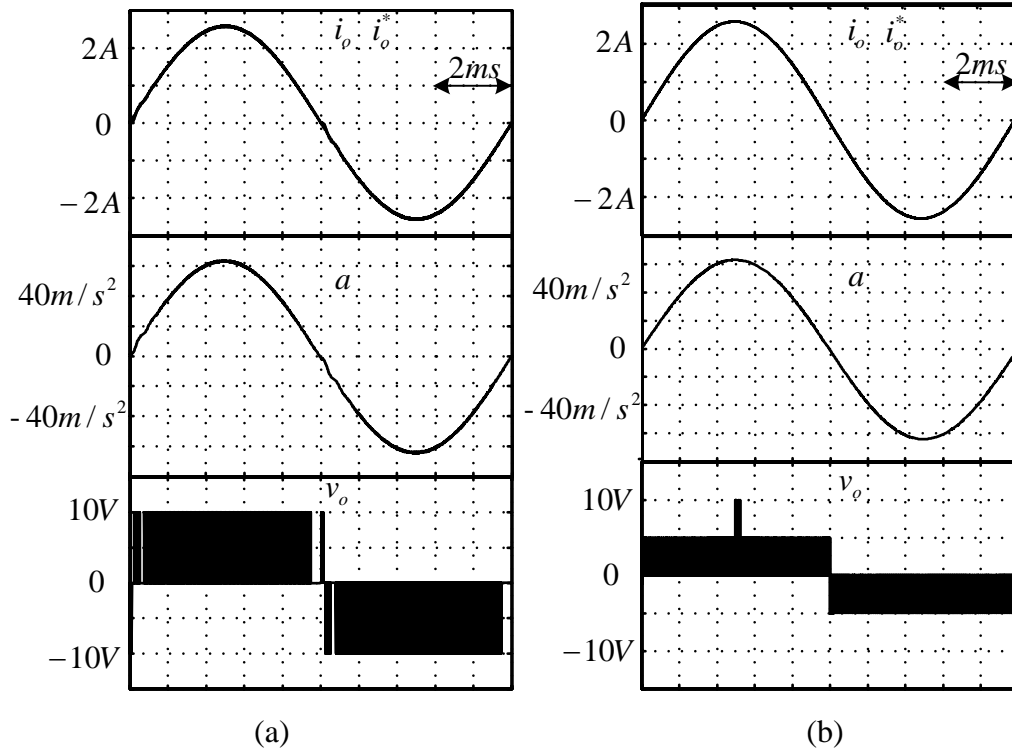 i_o i_o^*
2A
2ms
0
−2A
a
40m/s^2
0
- 40m/s^2
v_o
10V
0
−10V
(a)
i_o i_o^*
2A
2ms
0
−2A
a
40m/s^2
0
- 40m/s^2
v_o
10V
0
−10V
(b)